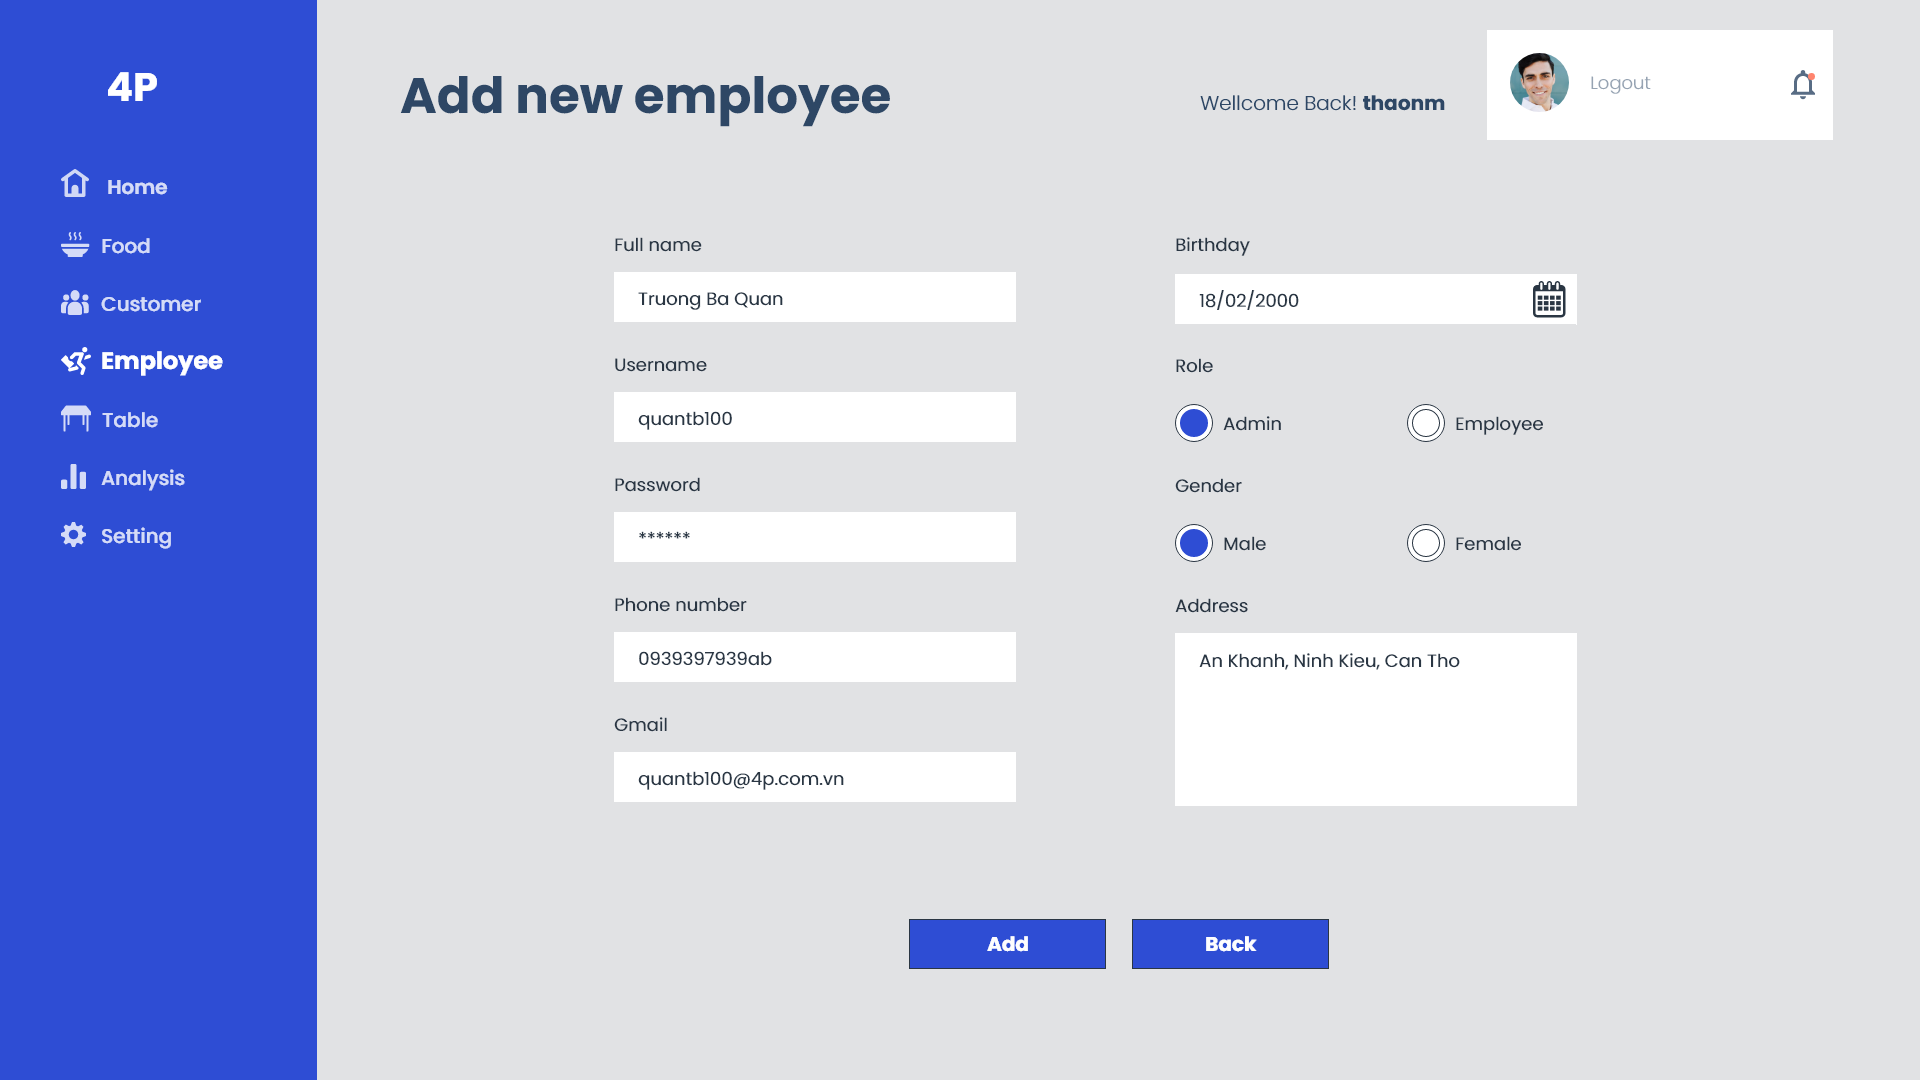 4P
Home
Food
Customer
Employee
Table
Analysis
Setting
Add new employee
Wellcome Back! thaonm
Logout
Full name
Truong Ba Quan
Username
quantb100
Password
******
Phone number
0939397939ab
Gmail
quantb100@4p.com.vn
Birthday
18/02/2000
Role
Admin
Employee
Gender
Male
Female
Address
An Khanh, Ninh Kieu, Can Tho
Add
Back